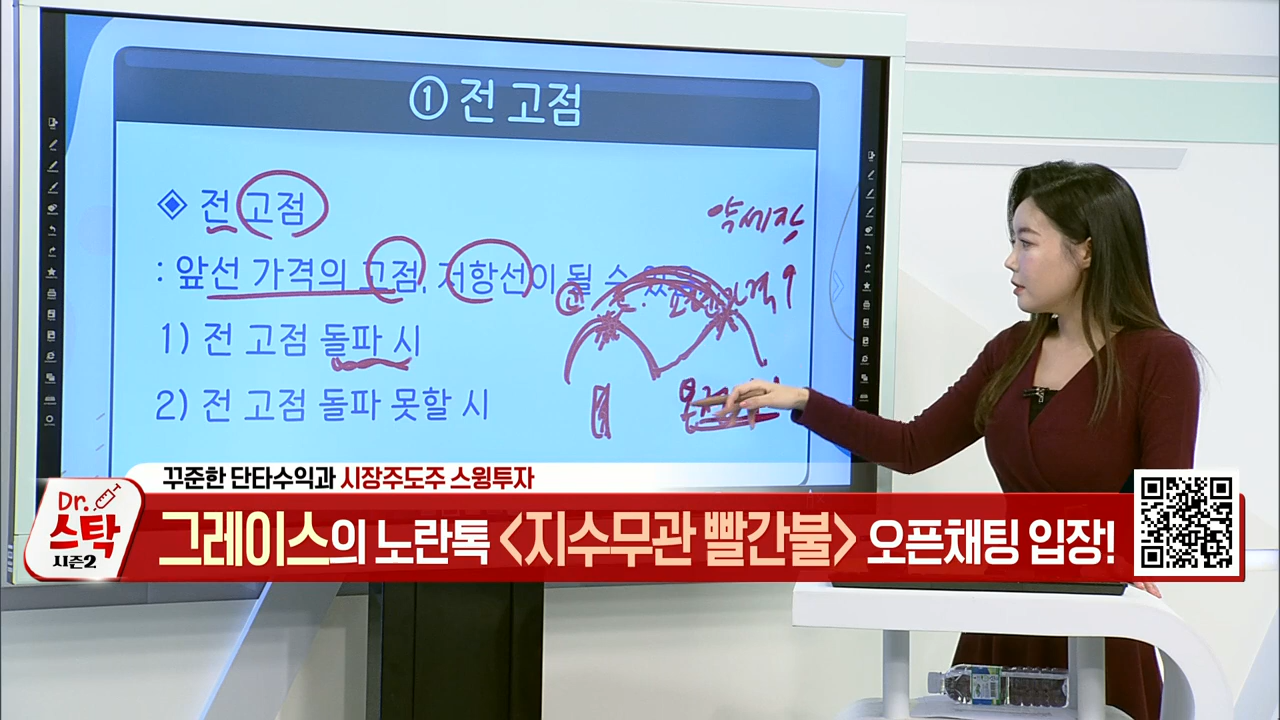 ① 전 고점
◈ 전 고점
약세장
: 앞선 가격의 고점, 저항선이 될 수 있음
1) 전 고점 돌파 시
2) 전 고점 돌파 못할 시
꾸준한 단타수익과 시장주도주 스윙투자
Dr.
스탁
시즌2
그레이스의 노란톡 <지수무관 빨간불> 오픈채팅 입장!